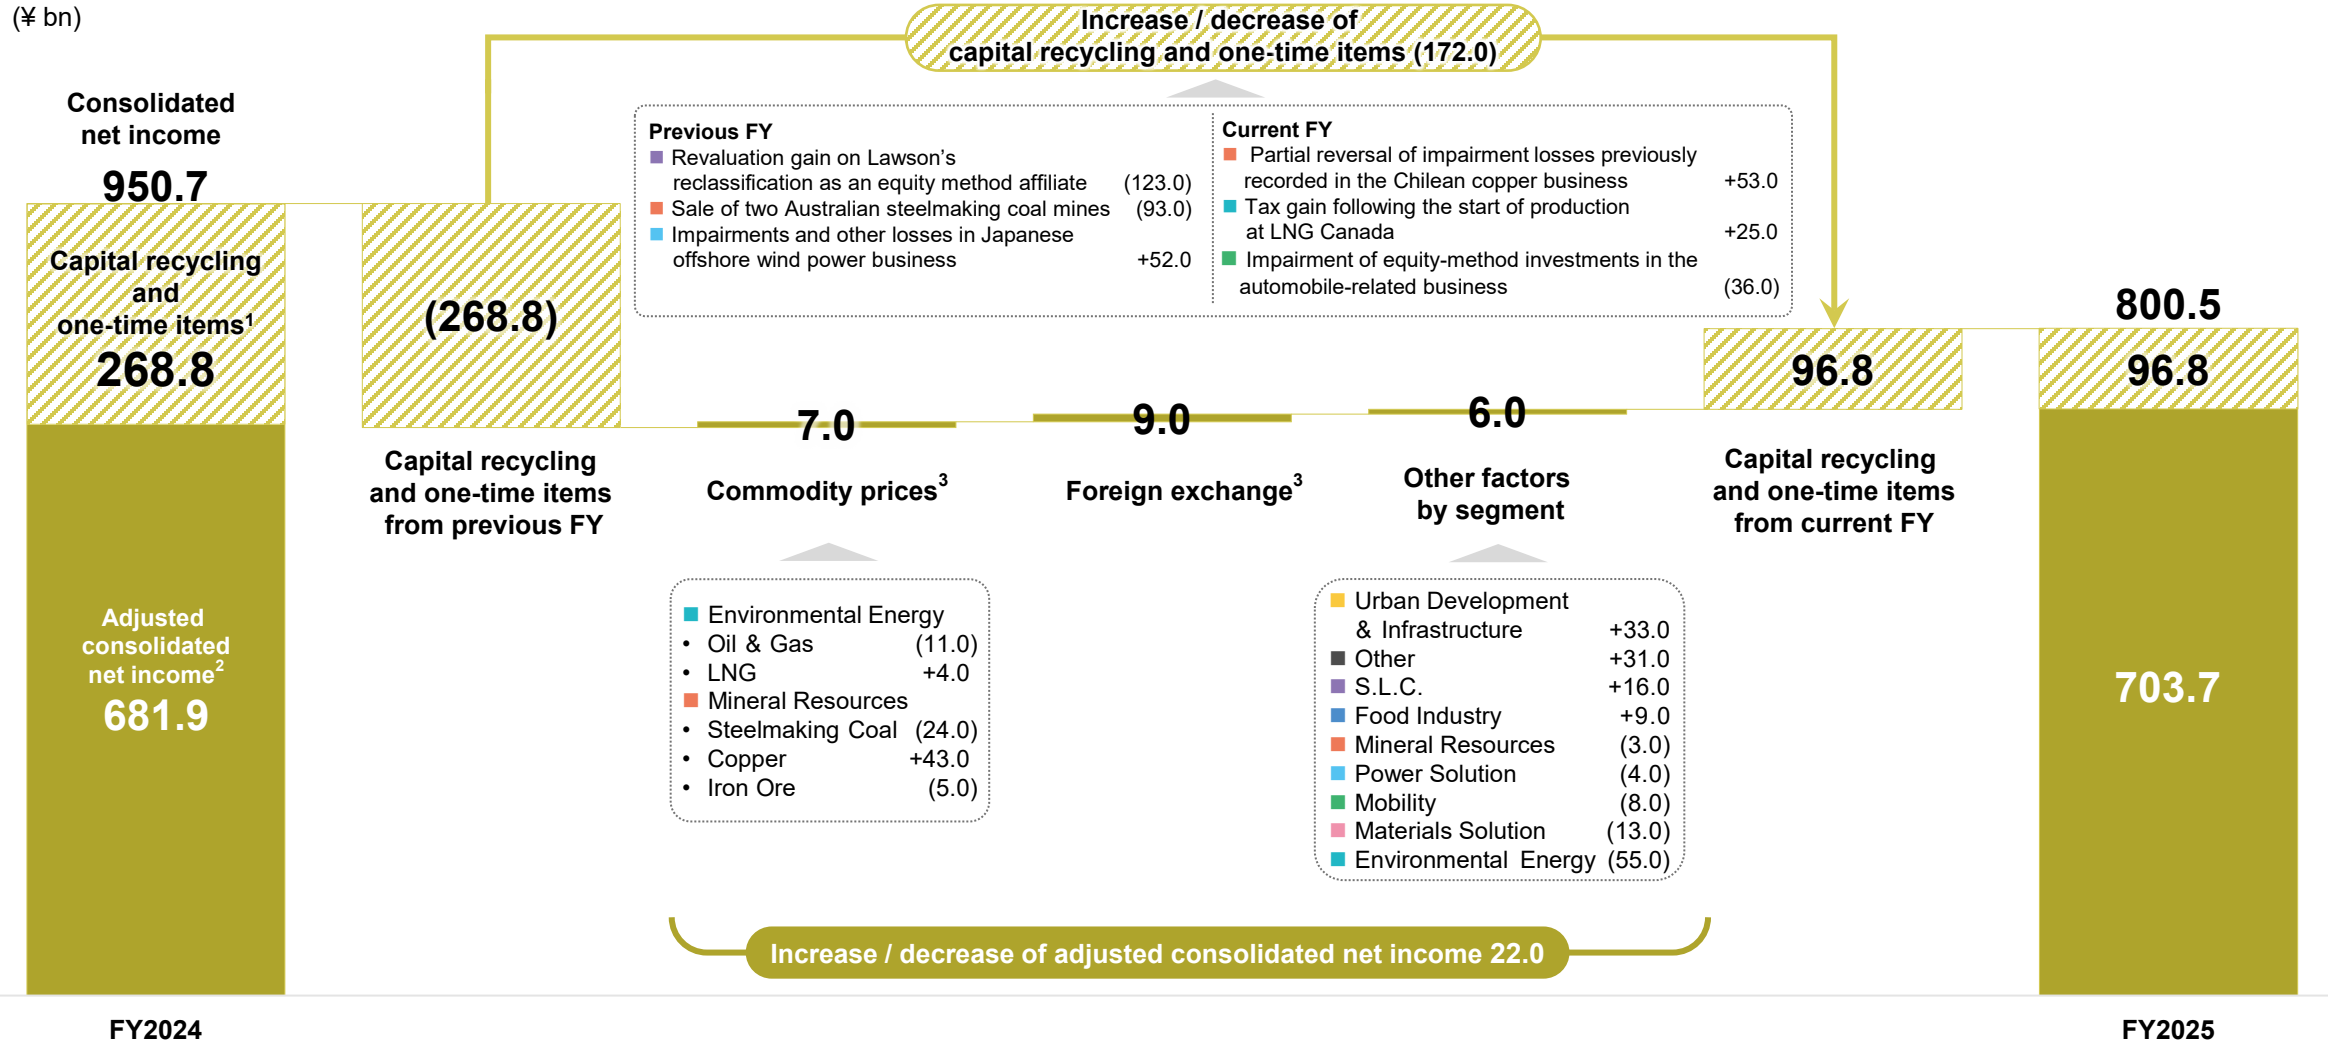 (¥ bn)
Increase / decrease of
capital recycling and one-time items (172.0)
Consolidated
net income
950.7
Capital recycling
and
one-time items¹
268.8
Adjusted
consolidated
net income²
681.9
FY2024
(268.8)
Capital recycling
and one-time items
from previous FY
Previous FY
Revaluation gain on Lawson’s
reclassification as an equity method affiliate (123.0)
Sale of two Australian steelmaking coal mines (93.0)
Impairments and other losses in Japanese
offshore wind power business +52.0
Current FY
Partial reversal of impairment losses previously
recorded in the Chilean copper business +53.0
Tax gain following the start of production
at LNG Canada +25.0
Impairment of equity-method investments in the
automobile-related business (36.0)
7.0
Commodity prices³
Environmental Energy
• Oil & Gas (11.0)
• LNG +4.0
Mineral Resources
• Steelmaking Coal (24.0)
• Copper +43.0
• Iron Ore (5.0)
9.0
Foreign exchange³
6.0
Other factors
by segment
Urban Development
& Infrastructure +33.0
Other +31.0
S.L.C. +16.0
Food Industry +9.0
Mineral Resources (3.0)
Power Solution (4.0)
Mobility (8.0)
Materials Solution (13.0)
Environmental Energy (55.0)
Increase / decrease of adjusted consolidated net income 22.0
96.8
Capital recycling
and one-time items
from current FY
800.5
96.8
703.7
FY2025